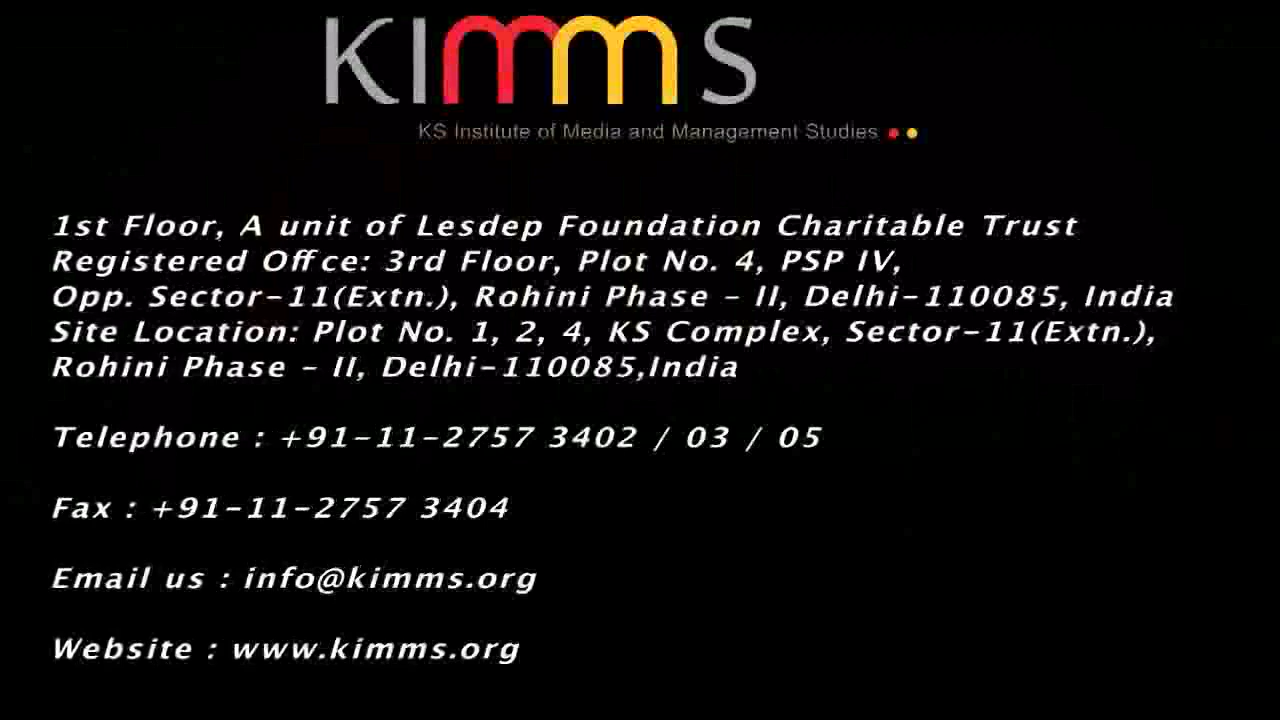 KIMMS
KS Institute of Media and Management Studies
1st Floor, A unit of Lesdep Foundation Charitable Trust
Registered Offce: 3rd Floor, Plot No. 4, PSP IV,
Opp. Sector-11(Extn.), Rohini Phase - II, Delhi-110085, India
Site Location: Plot No. 1, 2, 4, KS Complex, Sector-11(Extn.),
Rohini Phase - II, Delhi-110085,India
Telephone : +91-11-2757 3402 / 03 / 05
Fax : +91-11-2757 3404
Email us : info@kimms.org
Website : www.kimms.org